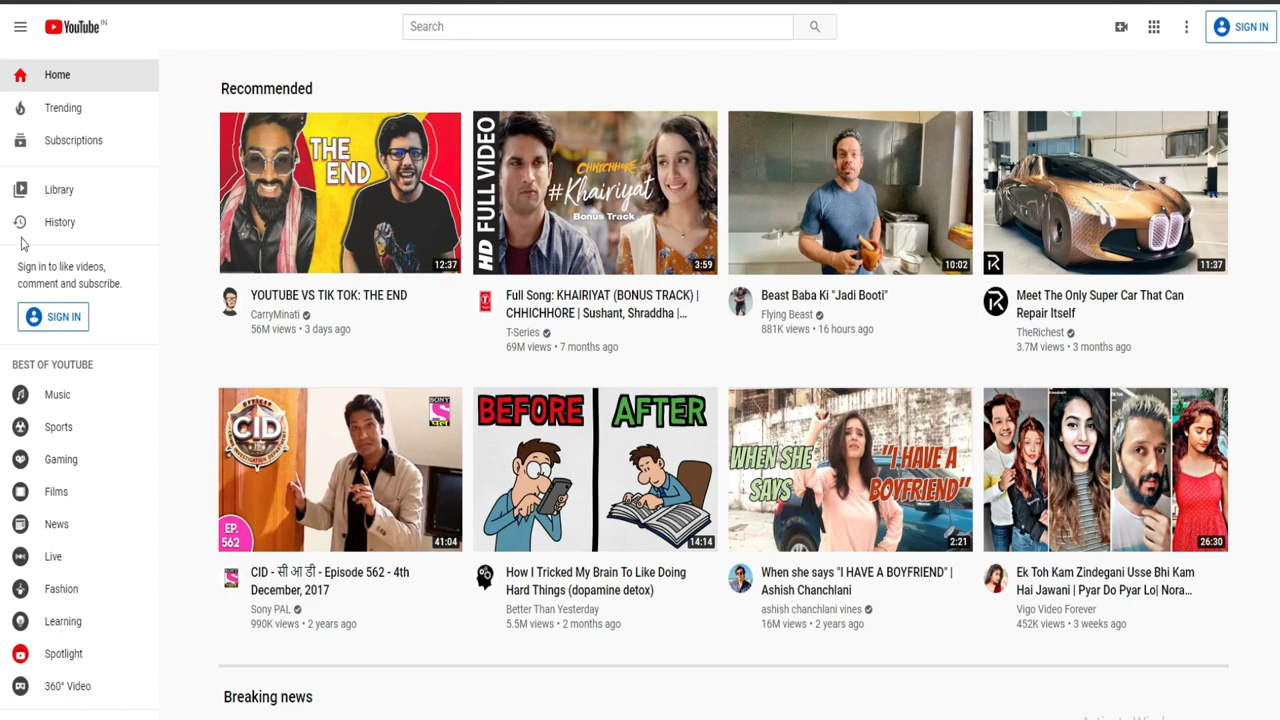 YouTube IN
Search
SIGN IN
Home
Trending
Subscriptions
Library
History
Sign in to like videos,
comment and subscribe.
SIGN IN
BEST OF YOUTUBE
Music
Sports
Gaming
Films
News
Live
Fashion
Learning
Spotlight
360° Video
Recommended
THE
END
12:37
YOUTUBE VS TIK TOK: THE END
CarryMinati
56M views • 3 days ago
HD FULL VIDEO
CHHICHHORE
#Khairiyat
Bonus Track
3:59
Full Song: KHAIRIYAT (BONUS TRACK) |
CHHICHHORE | Sushant, Shraddha |...
T-Series
69M views • 7 months ago
10:02
Beast Baba Ki "Jadi Booti"
Flying Beast
881K views • 16 hours ago
11:37
Meet The Only Super Car That Can
Repair Itself
TheRichest
3.7M views • 3 months ago
CID
SONY
पल
EP.
562
41:04
CID - सी आ डी - Episode 562 - 4th
December, 2017
Sony PAL
990K views • 2 years ago
BEFORE
AFTER
14:14
How I Tricked My Brain To Like Doing
Hard Things (dopamine detox)
Better Than Yesterday
5.5M views • 2 months ago
WHEN SHE
SAYS
"I HAVE A
BOYFRIEND"
2:21
When she says "I HAVE A BOYFRIEND" |
Ashish Chanchlani
ashish chanchlani vines
16M views • 2 years ago
26:30
Ek Toh Kam Zindegani Usse Bhi Kam
Hai Jawani | Pyar Do Pyar Lo| Nora...
Vigo Video Forever
452K views • 3 weeks ago
Breaking news